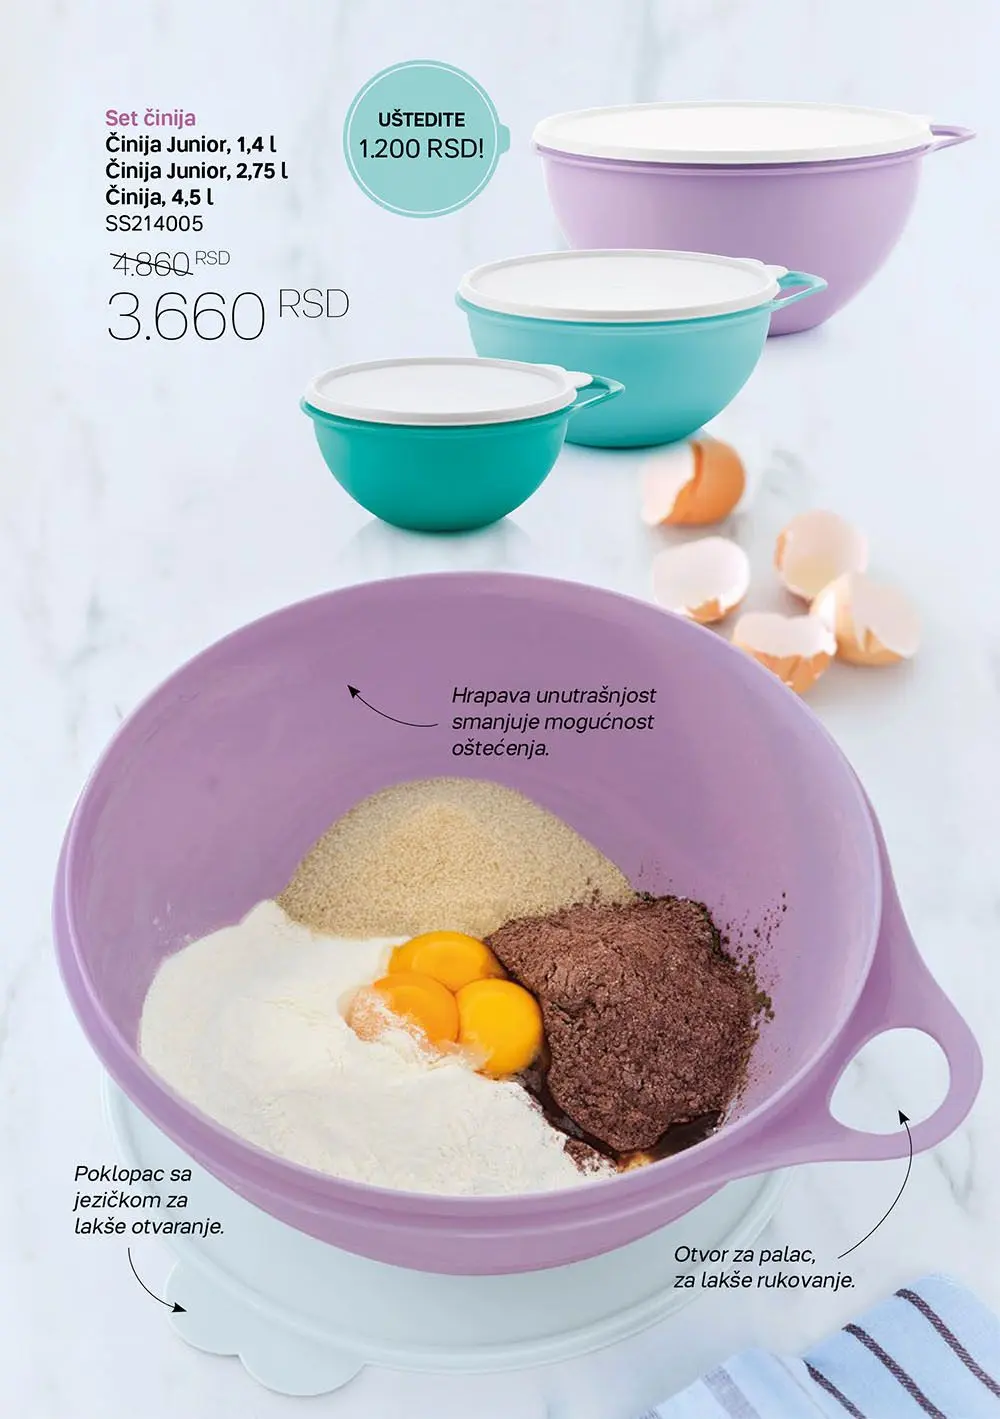 Set činija
Činija Junior, 1,4 l
Činija Junior, 2,75 l
Činija, 4,5 l
SS214005
4.860 RSD
3.660 RSD
UŠTEDITE
1.200 RSD!
Hrapava unutrašnjost
smanjuje mogućnost
oštećenja.
Poklopac sa
jezičkom za
lakše otvaranje.
Otvor za palac,
za lakše rukovanje.